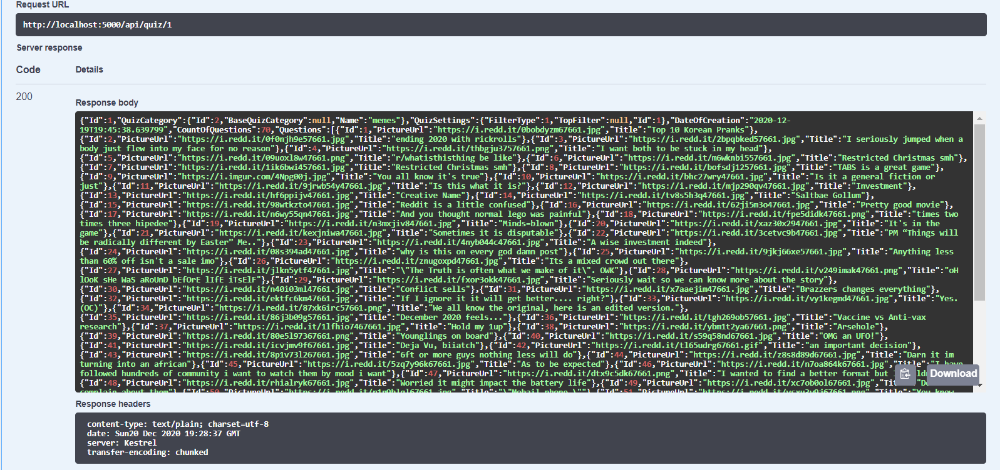 Request URL
http://localhost:5000/api/quiz/1
Server response
Code Details
200
Response body
{"Id":1,"QuizCategory":{"Id":2,"BaseQuizCategory":null,"Name":"memes"},"QuizSettings":{"FilterType":1,"TopFilter":null,"Id":1},"DateOfCreation":"2020-12-
19T19:45:38.639799","CountOfQuestions":70,"Questions":[{"Id":1,"PictureUrl":"https://i.redd.it/0bobdyzm67661.jpg","Title":"Top 10 Korean Pranks"},
{"Id":2,"PictureUrl":"https://i.redd.it/0f0njh9e57661.jpg","Title":"ending 2020 with rickrolls"},{"Id":3,"PictureUrl":"https://i.redd.it/2bpqbked57661.jpg","Title":"I seriously jumped when a
body just flew into my face for no reason"},{"Id":4,"PictureUrl":"https://i.redd.it/thbgju3757661.png","Title":"I want both to be stuck in my head"},
{"Id":5,"PictureUrl":"https://i.redd.it/09uoxl8w47661.png","Title":"r/whatisthisthing be like"},{"Id":6,"PictureUrl":"https://i.redd.it/m6wknbi557661.jpg","Title":"Restricted Christmas smh"},
{"Id":7,"PictureUrl":"https://i.redd.it/1ik6bwi457661.jpg","Title":"Restricted Christmas smh"},{"Id":8,"PictureUrl":"https://i.redd.it/bofsdj1257661.jpg","Title":"TABS is a great game"},
{"Id":9,"PictureUrl":"https://i.imgur.com/4Npg00j.jpg","Title":"You all know it's true"},{"Id":10,"PictureUrl":"https://i.redd.it/bhc27wry47661.jpg","Title":"Is it a general fiction or
just"},{"Id":11,"PictureUrl":"https://i.redd.it/9jrwb54y47661.jpg","Title":"Is this what it is?"},{"Id":12,"PictureUrl":"https://i.redd.it/mjp290qv47661.jpg","Title":"Investment"},
{"Id":13,"PictureUrl":"https://i.redd.it/hf6ppijv47661.jpg","Title":"Creative Name"},{"Id":14,"PictureUrl":"https://i.redd.it/tv8s5h3q47661.jpg","Title":"Saltbae Gollum"},
{"Id":15,"PictureUrl":"https://i.redd.it/98wtkzto47661.jpg","Title":"Reddit is a little confused"},{"Id":16,"PictureUrl":"https://i.redd.it/62ji5m3o47661.jpg","Title":"Pretty good movie"},
{"Id":17,"PictureUrl":"https://i.redd.it/n6wy55qn47661.jpg","Title":"And you thought normal lego was painful"},{"Id":18,"PictureUrl":"https://i.redd.it/fpe5didk47661.png","Title":"times two
times three hipedee"},{"Id":19,"PictureUrl":"https://i.redd.it/n3mxjiv847661.jpg","Title":"Minds=blown"},{"Id":20,"PictureUrl":"https://i.redd.it/xaz30x2947661.jpg","Title":"It's in the
game"},{"Id":21,"PictureUrl":"https://i.redd.it/kexjniwa47661.jpg","Title":"Sometimes it is disputable"},{"Id":22,"PictureUrl":"https://i.redd.it/3cetvc9b47661.jpg","Title":"PM “Things will
be radically different by Easter” Me.."},{"Id":23,"PictureUrl":"https://i.redd.it/4nyb044c47661.jpg","Title":"A wise investment indeed"},
{"Id":24,"PictureUrl":"https://i.redd.it/08s394ad47661.jpg","Title":"why is this on every god damn post"},{"Id":25,"PictureUrl":"https://i.redd.it/9jkj66xe57661.jpg","Title":"Anything less
than 60% off isn't a sale imo"},{"Id":26,"PictureUrl":"https://i.redd.it/znugoxpd47661.jpg","Title":"Its a mixed crowd out there"},
{"Id":27,"PictureUrl":"https://i.redd.it/jlkn5ytf47661.jpg","Title":"\"The Truth is often what we make of it\". OWK"},{"Id":28,"PictureUrl":"https://i.redd.it/v249imak47661.png","Title":"oH
lOoK sHe WaS aRoUnD bEfOrE lIfE iTsElF"},{"Id":29,"PictureUrl":"https://i.redd.it/fxor3okk47661.jpg","Title":"Seriously wait so we can know more about the story"},
{"Id":30,"PictureUrl":"https://i.redd.it/n40i03ml47661.jpg","Title":"Conflict sells"},{"Id":31,"PictureUrl":"https://i.redd.it/x7aaejim47661.jpg","Title":"Brazzers changes everything"},
{"Id":32,"PictureUrl":"https://i.redd.it/ektfc6km47661.jpg","Title":"If I ignore it it will get better.... right?"},{"Id":33,"PictureUrl":"https://i.redd.it/vy1kegmd47661.jpg","Title":"Yes.
(OC)"},{"Id":34,"PictureUrl":"https://i.redd.it/87xk6irc57661.png","Title":"We all know the original, here is an edited version."},
{"Id":35,"PictureUrl":"https://i.redd.it/86j3b09g57661.jpg","Title":"December 2020 feels..."},{"Id":36,"PictureUrl":"https://i.redd.it/tgh269ob57661.jpg","Title":"Vaccine vs Anti-vax
research"},{"Id":37,"PictureUrl":"https://i.redd.it/1lfhio7467661.jpg","Title":"Hold my 1up"},{"Id":38,"PictureUrl":"https://i.redd.it/ybm1t2ya67661.png","Title":"Arsehole"},
{"Id":39,"PictureUrl":"https://i.redd.it/80e5l97367661.png","Title":"Younglings on board"},{"Id":40,"PictureUrl":"https://i.redd.it/s59q58nd67661.jpg","Title":"OMG an UFO!"},
{"Id":41,"PictureUrl":"https://i.redd.it/icvjmv9f67661.jpg","Title":"Deja Vu, biiatch"},{"Id":42,"PictureUrl":"https://i.redd.it/tl65udrg67661.gif","Title":"an important decision"},
{"Id":43,"PictureUrl":"https://i.redd.it/8p1v73l267661.jpg","Title":"6ft or more guys nothing less will do"},{"Id":44,"PictureUrl":"https://i.redd.it/z8s8d89d67661.jpg","Title":"Darn it im
turning into an african"},{"Id":45,"PictureUrl":"https://i.redd.it/5zq7y96k67661.jpg","Title":"As to be expected"},{"Id":46,"PictureUrl":"https://i.redd.it/n7oa864k67661.jpg","Title":"I have
followed hundreds of community i want to watch them by mood i want"},{"Id":47,"PictureUrl":"https://i.redd.it/dtx9c5dk67661.png","Title":"I wanted to find a better format but I
{"Id":48,"PictureUrl":"https://i.redd.it/rhialryk67661.jpg","Title":"Worried it might impact the battery life"},{"Id":49,"PictureUrl":"https://i.redd.it/xc7ob0ol67661.jpg",
complain about them"},{"Id":50,"PictureUrl":"https://i.redd.it/n1p9blql67661.jpg","Title":"\"Mobail phone \""},{"Id":51,"PictureUrl":"Title":"You know
Download
Response headers
content-type: text/plain; charset=utf-8
date: Sun20 Dec 2020 19:28:37 GMT
server: Kestrel
transfer-encoding: chunked